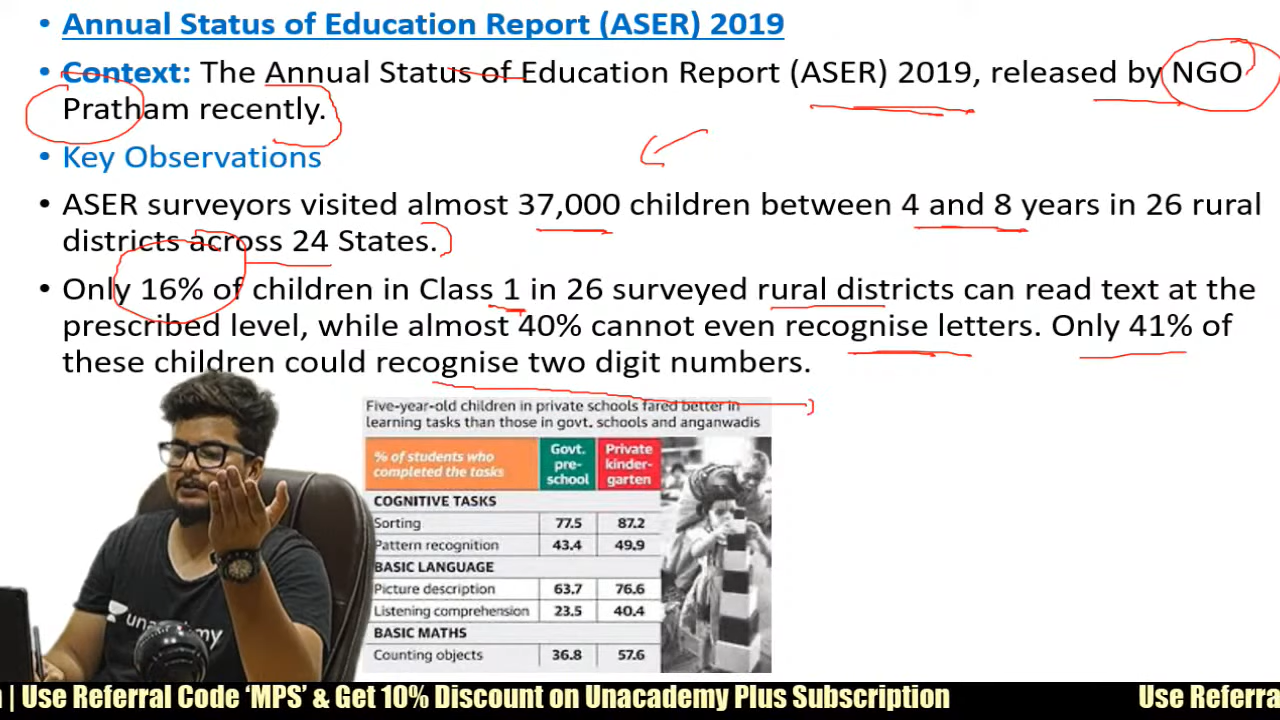 • Annual Status of Education Report (ASER) 2019
• Context: The Annual Status of Education Report (ASER) 2019, released by NGO
Pratham recently.
• Key Observations
• ASER surveyors visited almost 37,000 children between 4 and 8 years in 26 rural
districts across 24 States.
• Only 16% of children in Class 1 in 26 surveyed rural districts can read text at the
prescribed level, while almost 40% cannot even recognise letters. Only 41% of
these children could recognise two digit numbers.
Five-year-old children in private schools fared better in
learning tasks than those in govt. schools and anganwadis
% of students who
completed the tasks
Govt.
pre-
school
Private
kinder-
garten
COGNITIVE TASKS
Sorting 77.5 87.2
Pattern recognition 43.4 49.9
BASIC LANGUAGE
Picture description 63.7 76.6
Listening comprehension 23.5 40.4
BASIC MATHS
Counting objects 36.8 57.6
unacademy
| Use Referral Code ‘MPS’ & Get 10% Discount on Unacademy Plus Subscription Use Referra